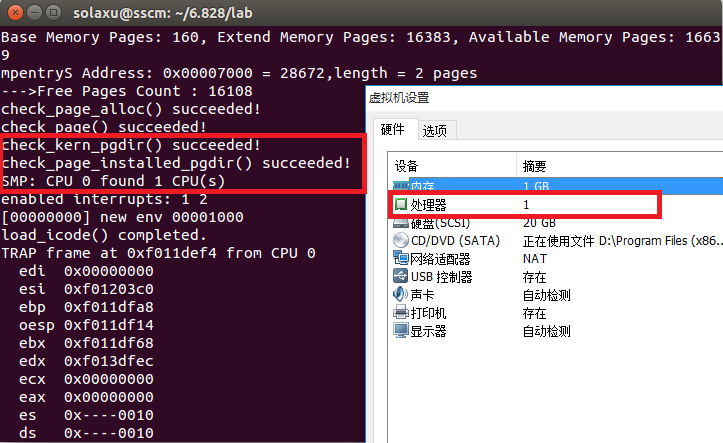 solaxu@sscm: ~/6.828/lab
Base Memory Pages: 160, Extend Memory Pages: 16383, Available Memory Pages: 1663
9
mpentryS Address: 0x00007000 = 28672,length = 2 pages
--->Free Pages Count : 16108
check_page_alloc() succeeded!
check_page() succeeded!
check_kern_pgdir() succeeded!
check_page_installed_pgdir() succeeded!
SMP: CPU 0 found 1 CPU(s)
enabled interrupts: 1 2
[00000000] new env 00001000
load_icode() completed.
TRAP frame at 0xf011def4 from CPU 0
edi 0x00000000
esi 0xf01203c0
ebp 0xf011dfa8
oesp 0xf011df14
ebx 0xf011df68
edx 0xf013dfec
ecx 0x00000000
eax 0x00000000
es 0x----0010
ds 0x----0010
虚拟机设置
硬件 选项
设备 摘要
内存 1 GB
处理器 1
硬盘(SCSI) 20 GB
CD/DVD (SATA) 正在使用文件 D:\Program Files (x86...
网络适配器 NAT
USB 控制器 存在
声卡 自动检测
打印机 存在
显示器 自动检测